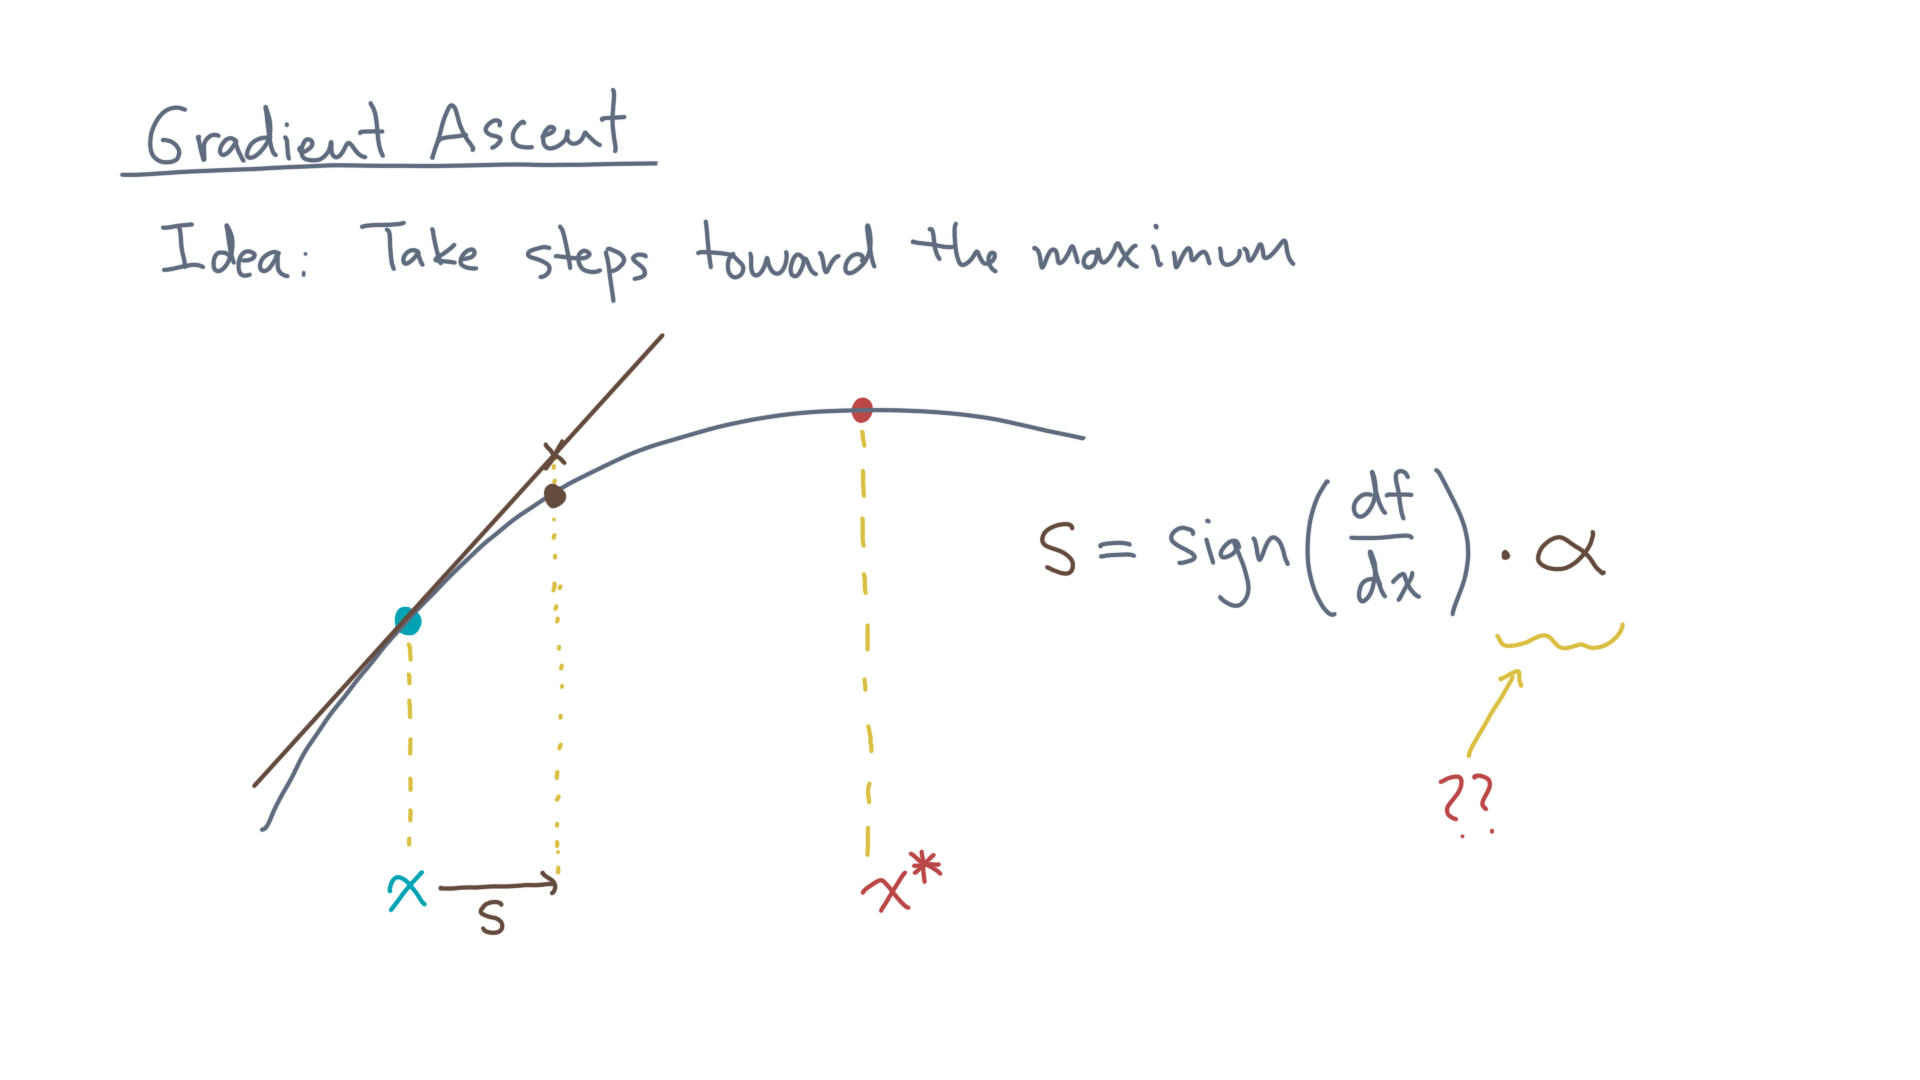 Gradient Ascent
Idea: Take steps toward the maximum
S = sign(df/dx) · α
??
x
S
x*